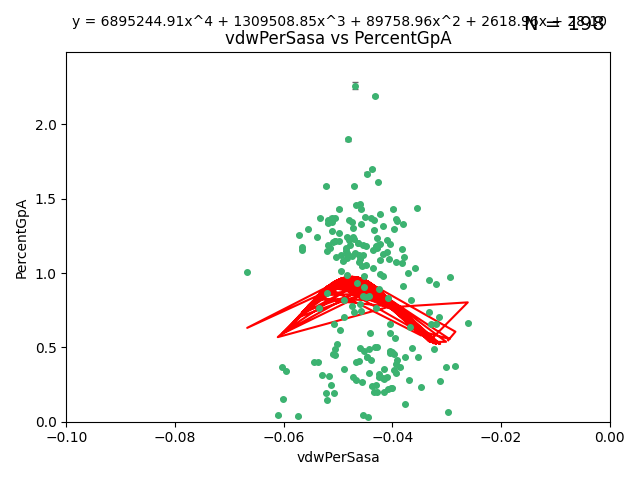 y = 6895244.91x^4 + 1309508.85x^3 + 89758.96x^2 + 2618.96x + 28.10
N = 198
vdwPerSasa vs PercentGpA
PercentGpA
2.0
1.5
1.0
0.5
0.0
−0.10 −0.08 −0.06 −0.04 −0.02 0.00
vdwPerSasa